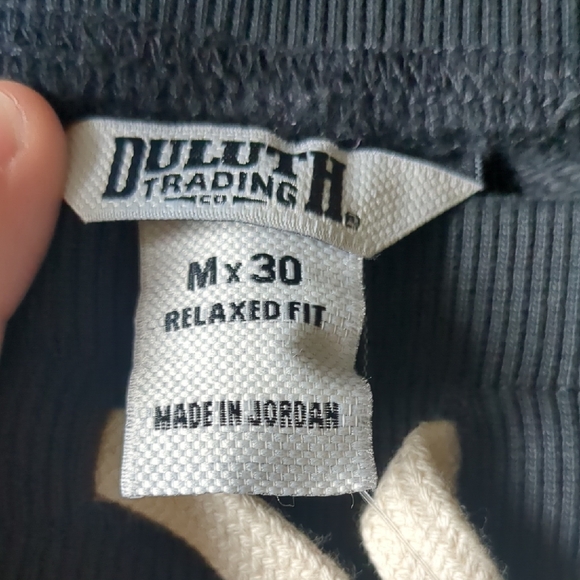 DULUTH
TRADING
CO
®
M x 30
RELAXED FIT
MADE IN JORDAN